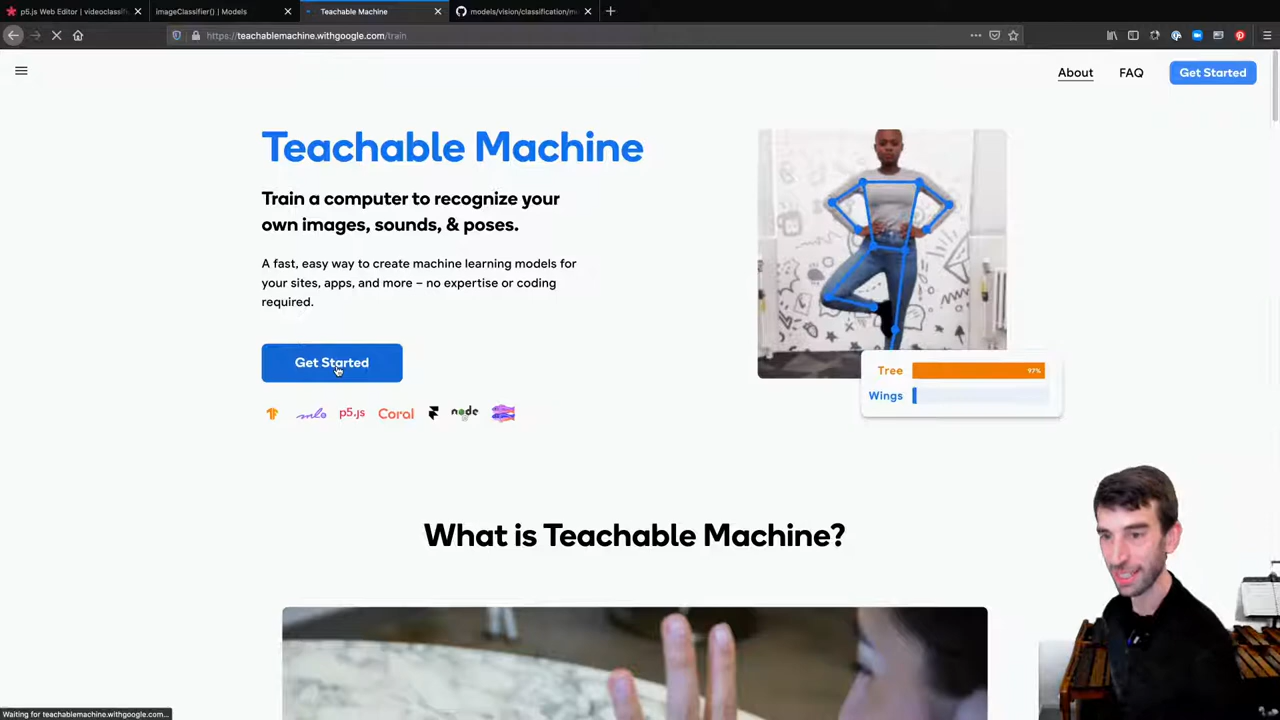 p5.js Web Editor | videoclassif
imageClassifier() | Models
Teachable Machine
models/vision/classification/m
https://teachablemachine.withgoogle.com/train
About
FAQ
Get Started
Teachable Machine
Train a computer to recognize your
own images, sounds, & poses.
A fast, easy way to create machine learning models for
your sites, apps, and more – no expertise or coding
required.
Get Started
p5.js
Coral
node
Tree
97%
Wings
What is Teachable Machine?
Waiting for teachablemachine.withgoogle.com...